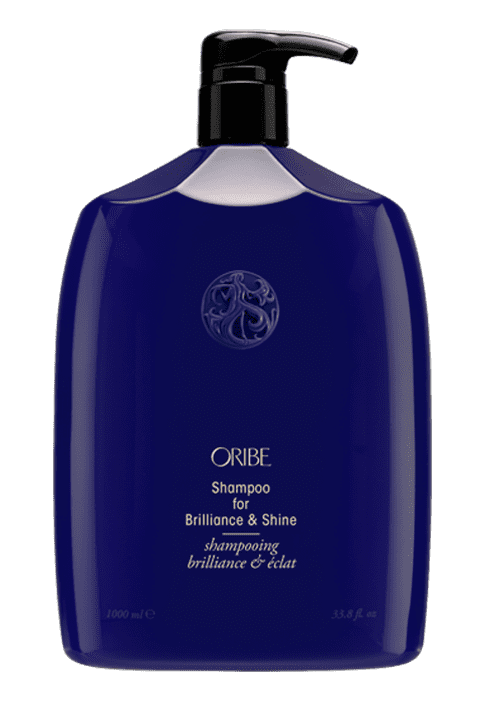 ORIBE
Shampoo
for
Brilliance & Shine
shampooing
brilliance & éclat
1000 ml ℮ 33.8 fl. oz